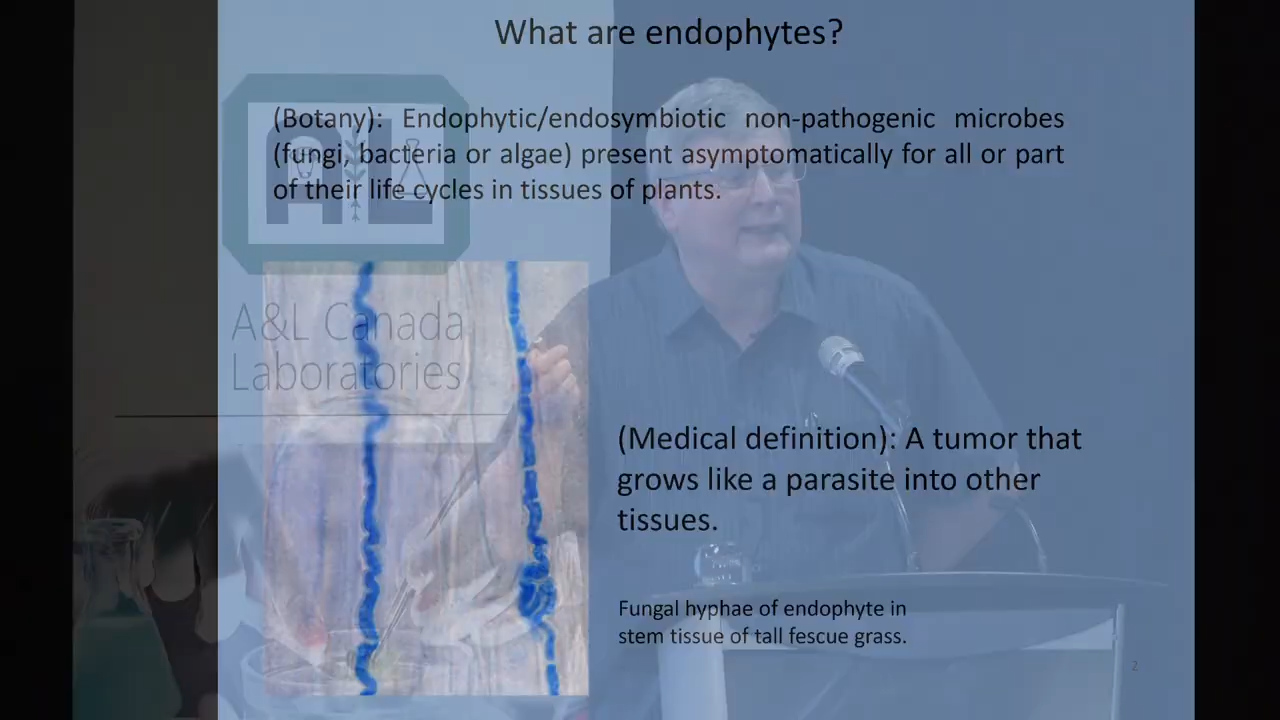 What are endophytes?
(Botany): Endophytic/endosymbiotic non-pathogenic microbes
(fungi, bacteria or algae) present asymptomatically for all or part
of their life cycles in tissues of plants.
A&L
A&L Canada
Laboratories
(Medical definition): A tumor that
grows like a parasite into other
tissues.
Fungal hyphae of endophyte in
stem tissue of tall fescue grass.
2